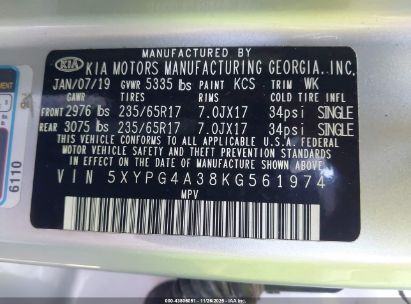 MANUFACTURED BY
KIA KIA MOTORS MANUFACTURING GEORGIA, INC.
JAN/07/19 GVWR 5335 lbs PAINT KCS TRIM WK
GAWR TIRES RIMS COLD TIRE INFL
FRONT 2976 lbs 235/65R17 7.0JX17 34psi SINGLE
REAR 3075 lbs 235/65R17 7.0JX17 34psi SINGLE
THIS VEHICLE CONFORMS TO ALL APPLICABLE U.S.A. FEDERAL
MOTOR VEHICLE SAFETY AND THEFT PREVENTION STANDARDS
IN EFFECT ON THE DATE OF MANUFACTURE SHOWN ABOVE.
VIN 5XYPG4A38KG561974
MPV
6110